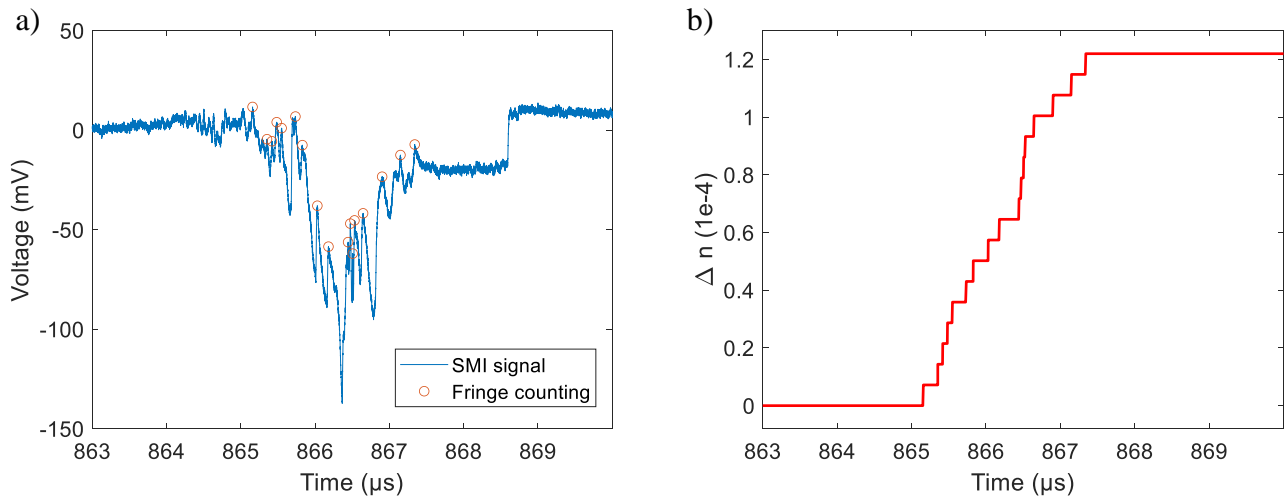 a)
50
0
-50
-100
-150
863 864 865 866 867 868 869
Voltage (mV)
Time (µs)
SMI signal
Fringe counting
b)
1.2
1
0.8
0.6
0.4
0.2
0
863 864 865 866 867 868 869
Δ n (1e-4)
Time (µs)